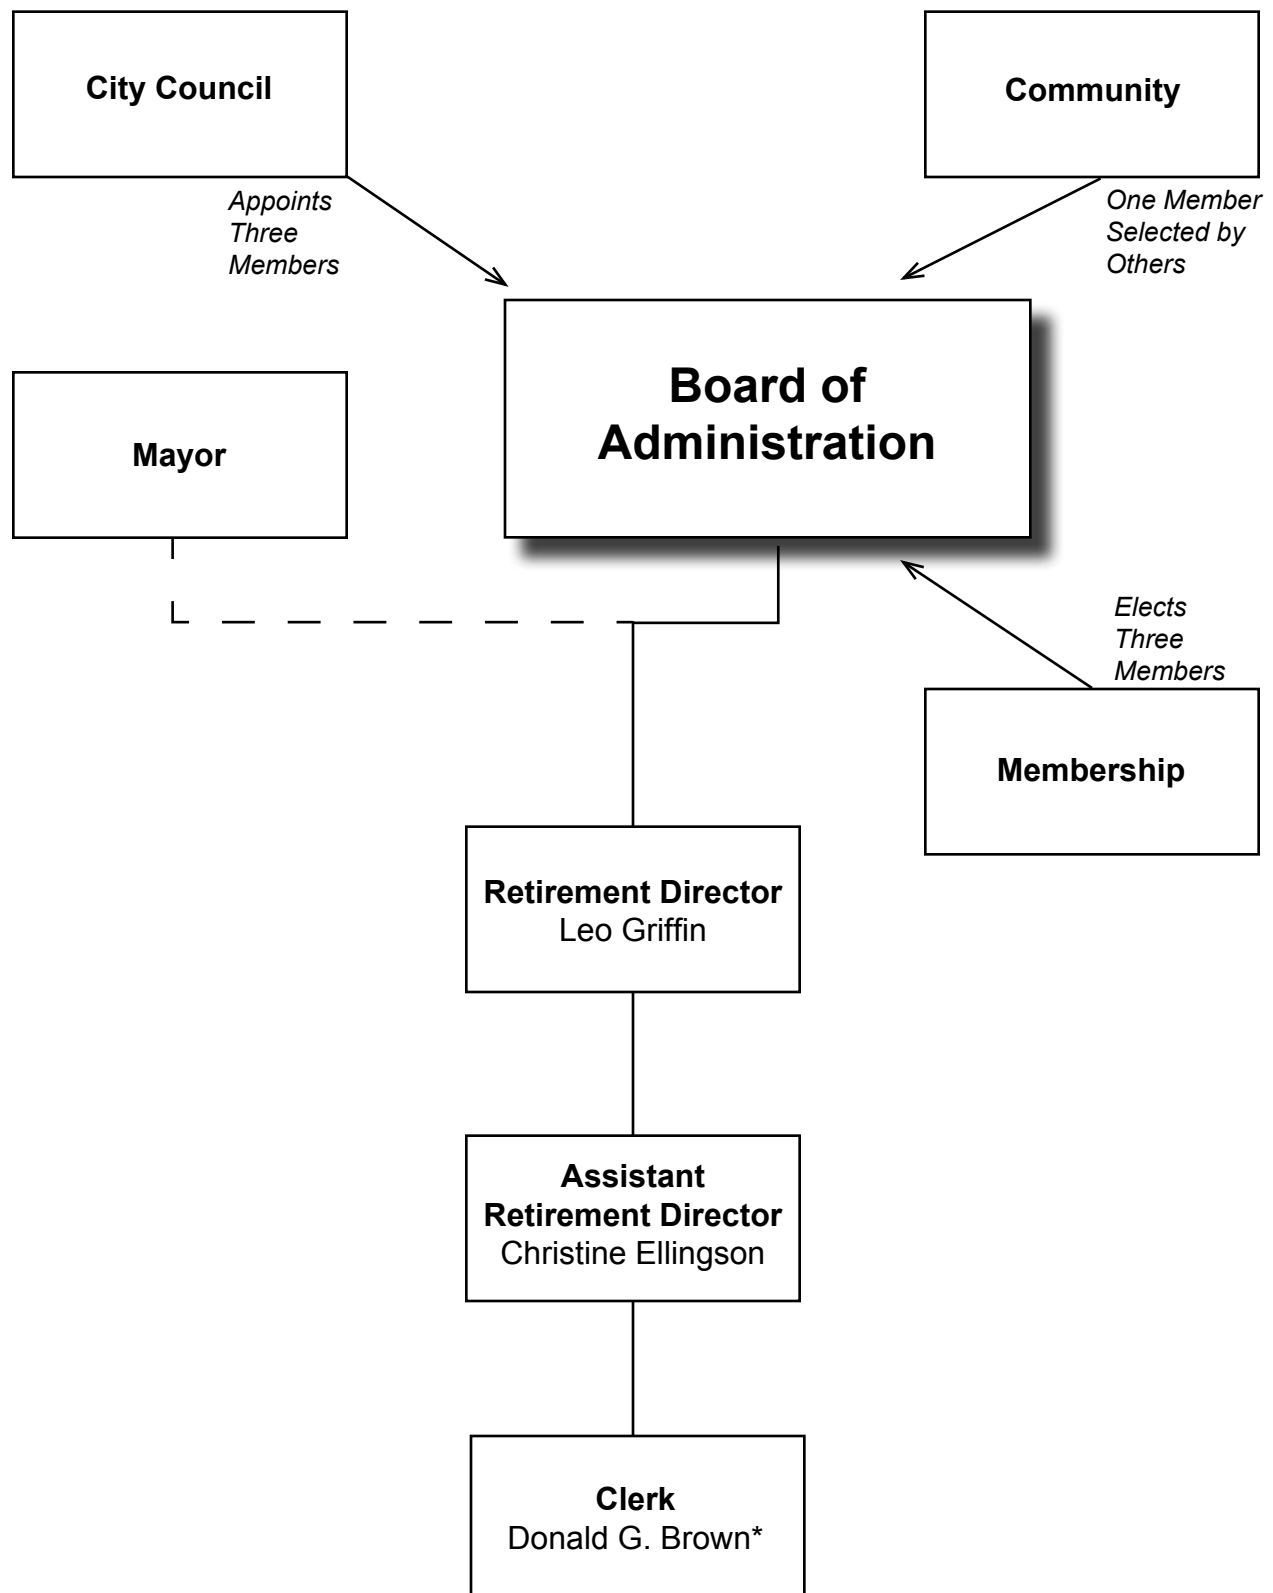 City Council
Community
Appoints
Three
Members
One Member
Selected by
Others
Board of
Administration
Mayor
Elects
Three
Members
Membership
Retirement Director
Leo Griffin
Assistant
Retirement Director
Christine Ellingson
Clerk
Donald G. Brown*